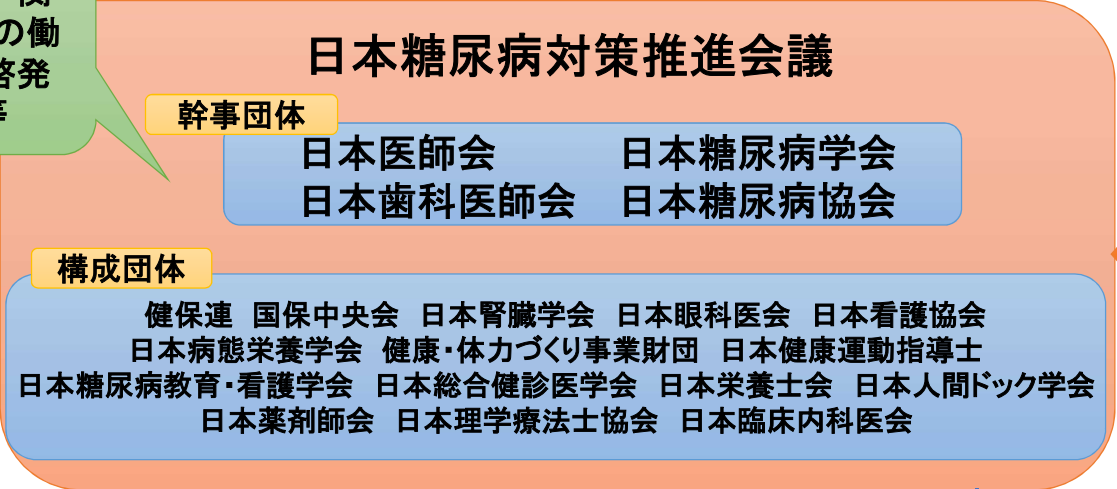 の働
発
日本糖尿病対策推進会議
幹事団体
日本医師会 日本糖尿病学会
日本歯科医師会 日本糖尿病協会
構成団体
健保連 国保中央会 日本腎臓学会 日本眼科医会 日本看護協会
日本病態栄養学会 健康・体力づくり事業財団 日本健康運動指導士
日本糖尿病教育・看護学会 日本総合健診医学会 日本栄養士会 日本人間ドック学会
日本薬剤師会 日本理学療法士協会 日本臨床内科医会